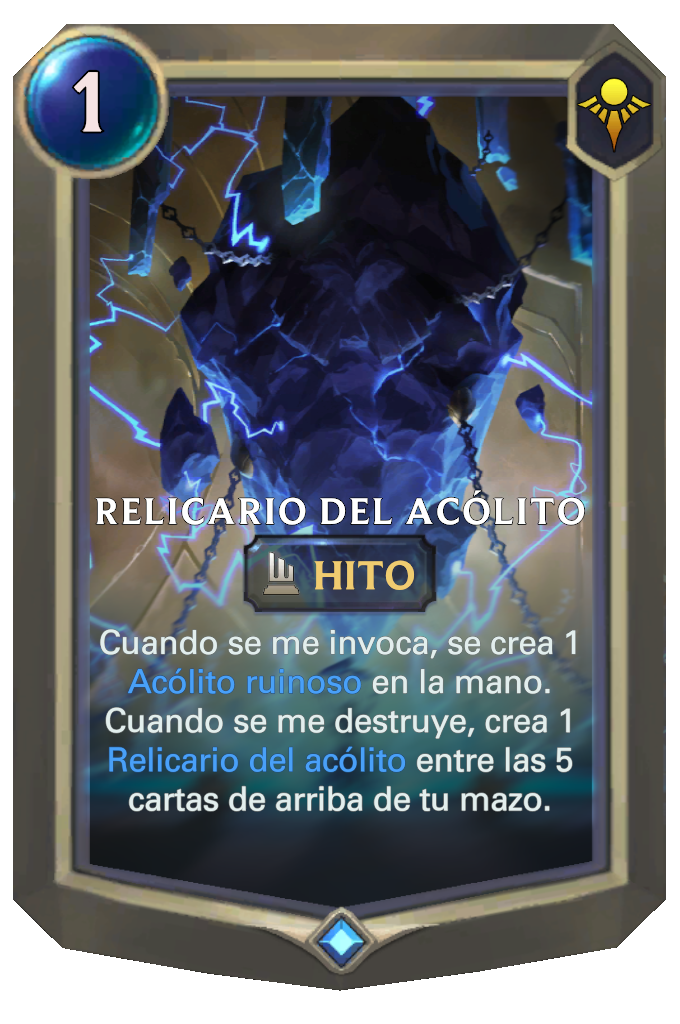 1
RELICARIO DEL ACÓLITO
HITO
Cuando se me invoca, se crea 1
Acólito ruinoso en la mano.
Cuando se me destruye, crea 1
Relicario del acólito entre las 5
cartas de arriba de tu mazo.